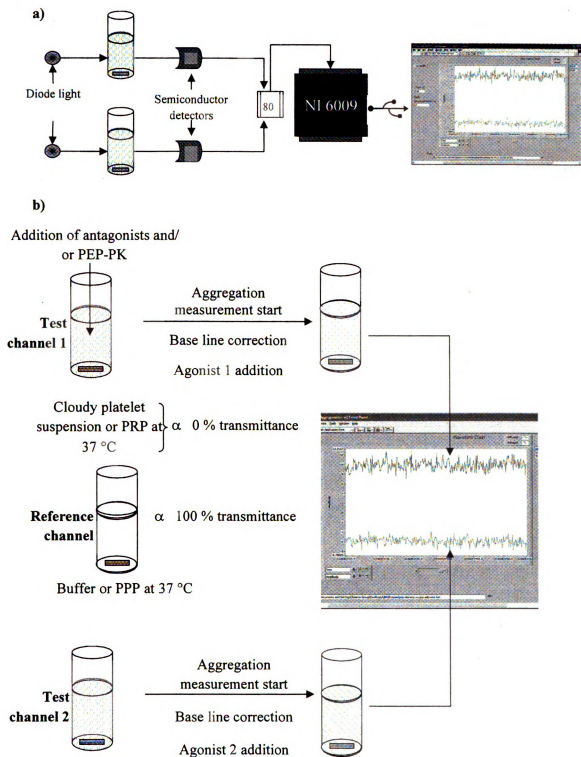 a)
Diode light
Semiconductor
detectors
80
NI 6009
b)
Addition of antagonists and/
or PEP-PK
Test
channel 1
Aggregation
measurement start
Base line correction
Agonist 1 addition
Cloudy platelet
suspension or PRP at
37 °C
α 0 % transmittance
Reference
channel
α 100 % transmittance
Buffer or PPP at 37 °C
Test
channel 2
Aggregation
measurement start
Base line correction
Agonist 2 addition